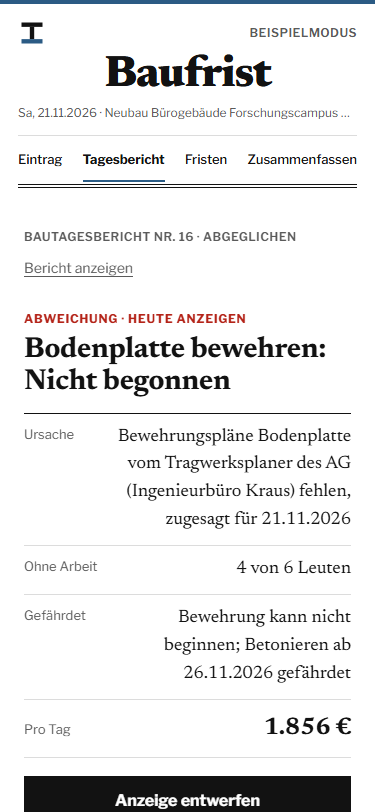 BEISPIELMODUS
Baufrist
Sa, 21.11.2026 · Neubau Bürogebäude Forschungscampus ...
Eintrag Tagesbericht Fristen Zusammenfassen
BAUTAGESBERICHT NR. 16 · ABGEGLICHEN
Bericht anzeigen
ABWEICHUNG · HEUTE ANZEIGEN
Bodenplatte bewehren:
Nicht begonnen
Ursache Bewehrungspläne Bodenplatte
vom Tragwerksplaner des AG
(Ingenieurbüro Kraus) fehlen,
zugesagt für 21.11.2026
Ohne Arbeit 4 von 6 Leuten
Gefährdet Bewehrung kann nicht
beginnen; Betonieren ab
26.11.2026 gefährdet
Pro Tag 1.856 €
Anzeige entwerfen